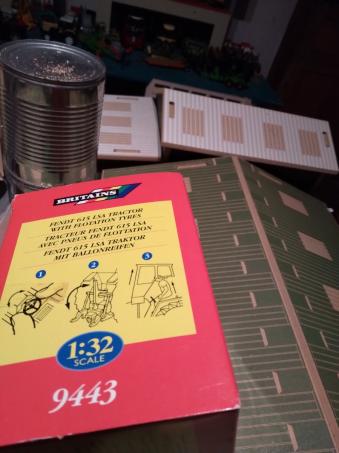 BRITAINS
FENDT 615 LSA TRACTOR
WITH FLOTATION TYRES
TRACTEUR FENDT 615 LSA
AVEC PNEUS DE FLOTTATION
FENDT 615 LSA TRAKTOR
MIT BALLONREIFEN
1 2 3
1:32
SCALE
9443